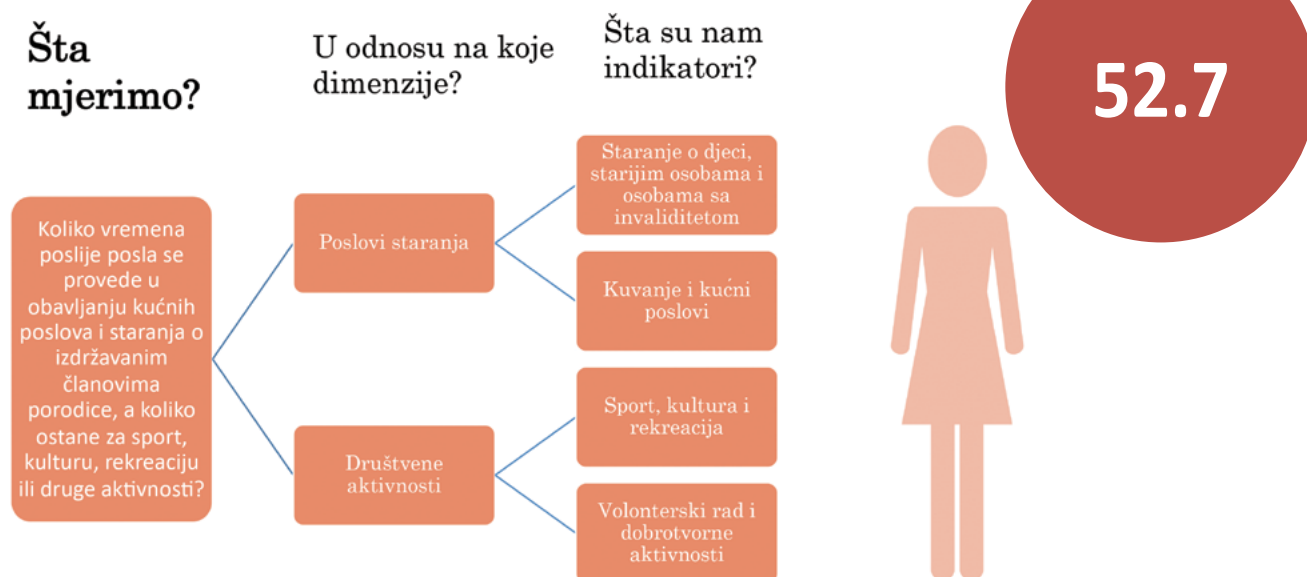 Šta
mjerimo?
U odnosu na koje
dimenzije?
Šta su nam
indikatori?
52.7
Koliko vremena
poslije posla se
provede u
obavljanju kućnih
poslova i staranja o
izdržavanim
članovima
porodice, a koliko
ostane za sport,
kulturu, rekreaciju
ili druge aktivnosti?
Poslovi staranja
Društvene
aktivnosti
Staranje o djeci,
starijim osobama i
osobama sa
invaliditetom
Kuvanje i kućni
poslovi
Sport, kultura i
rekreacija
Volonterski rad i
dobrotvorne
aktivnosti